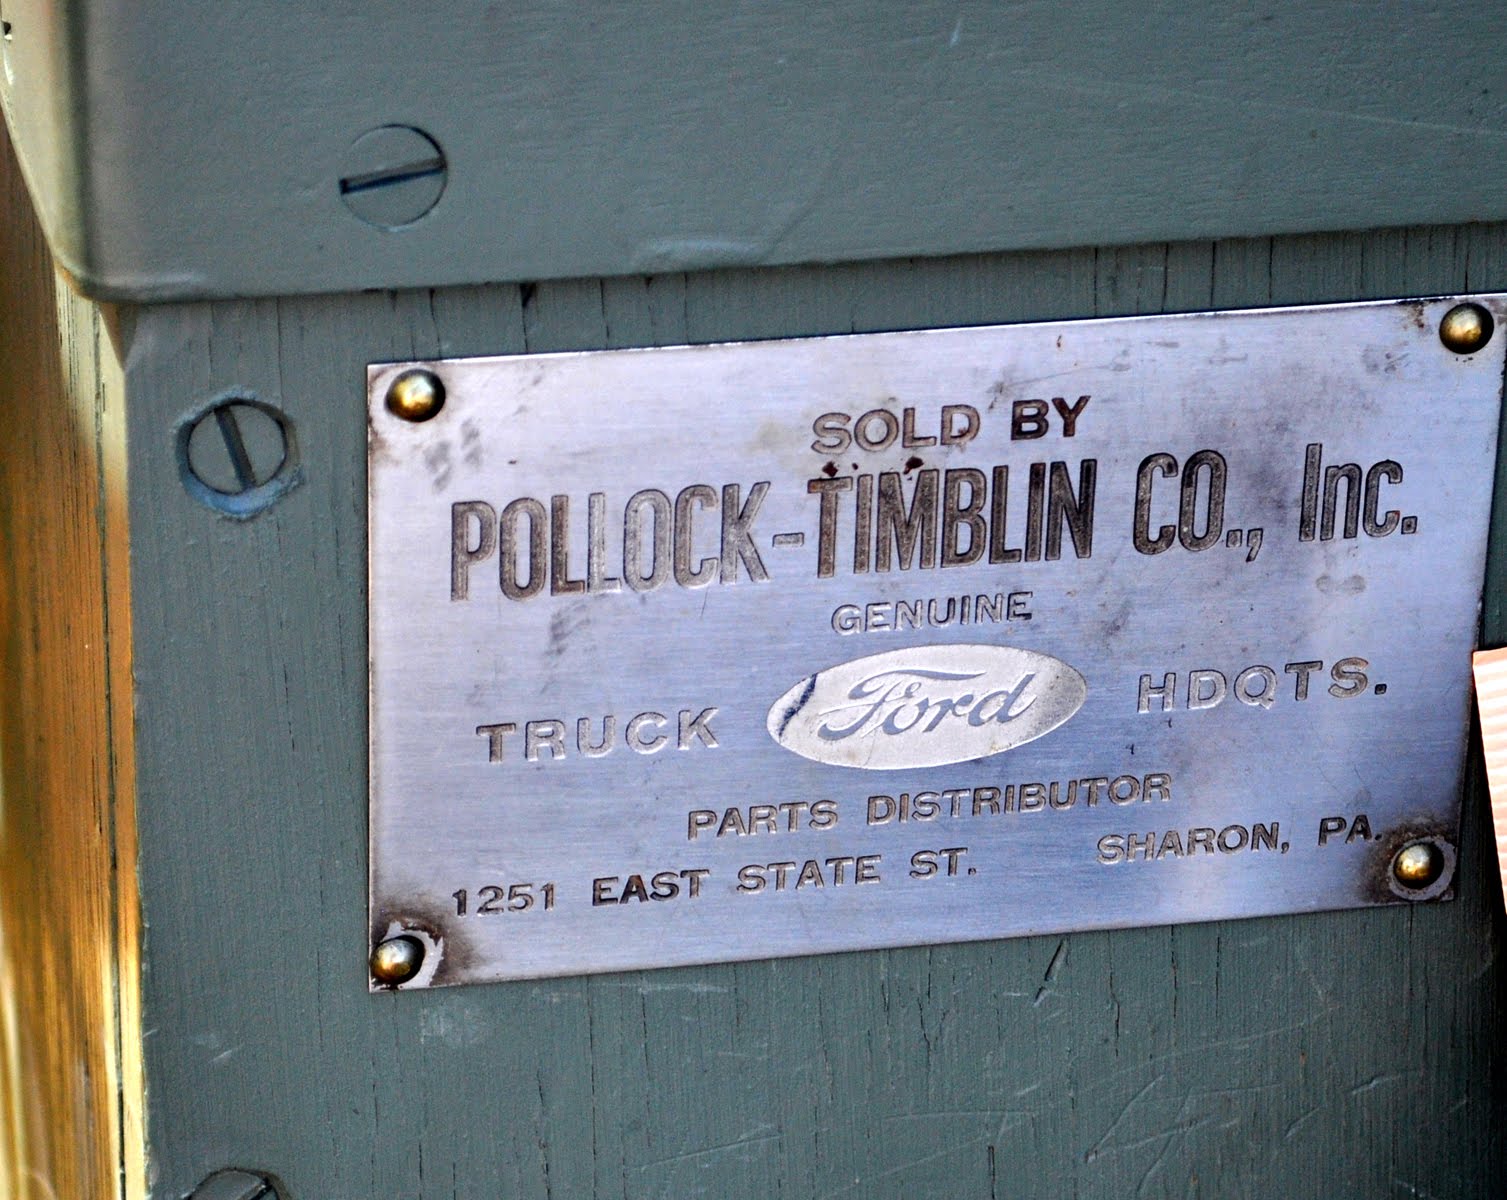 SOLD BY
POLLOCK-TIMBLIN CO., Inc.
GENUINE
TRUCK Ford HDQTS.
PARTS DISTRIBUTOR
1251 EAST STATE ST. SHARON, PA.